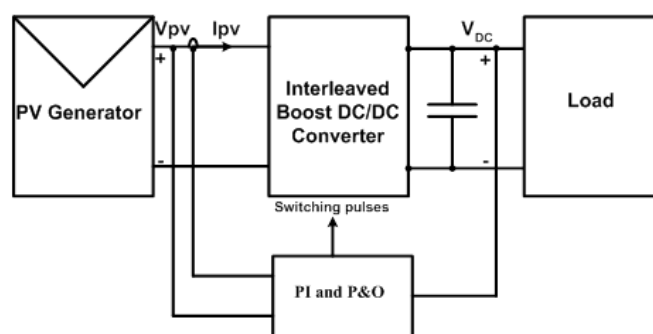 Vpv
Ipv
V DC
+
+
PV Generator
Interleaved
Boost DC/DC
Converter
Load
-
-
Switching pulses
PI and P&O